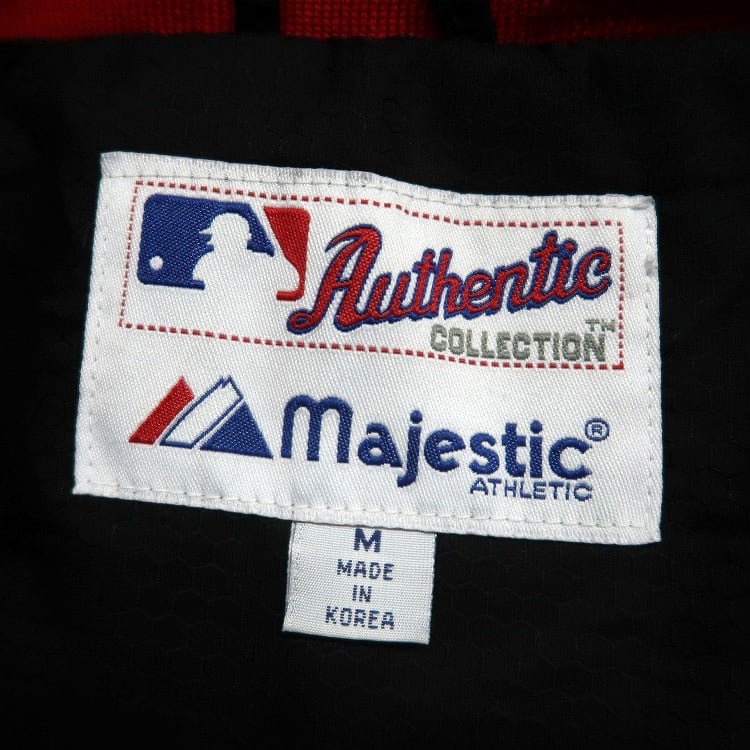 Authentic
COLLECTION™
Majestic®
ATHLETIC
M
MADE
IN
KOREA